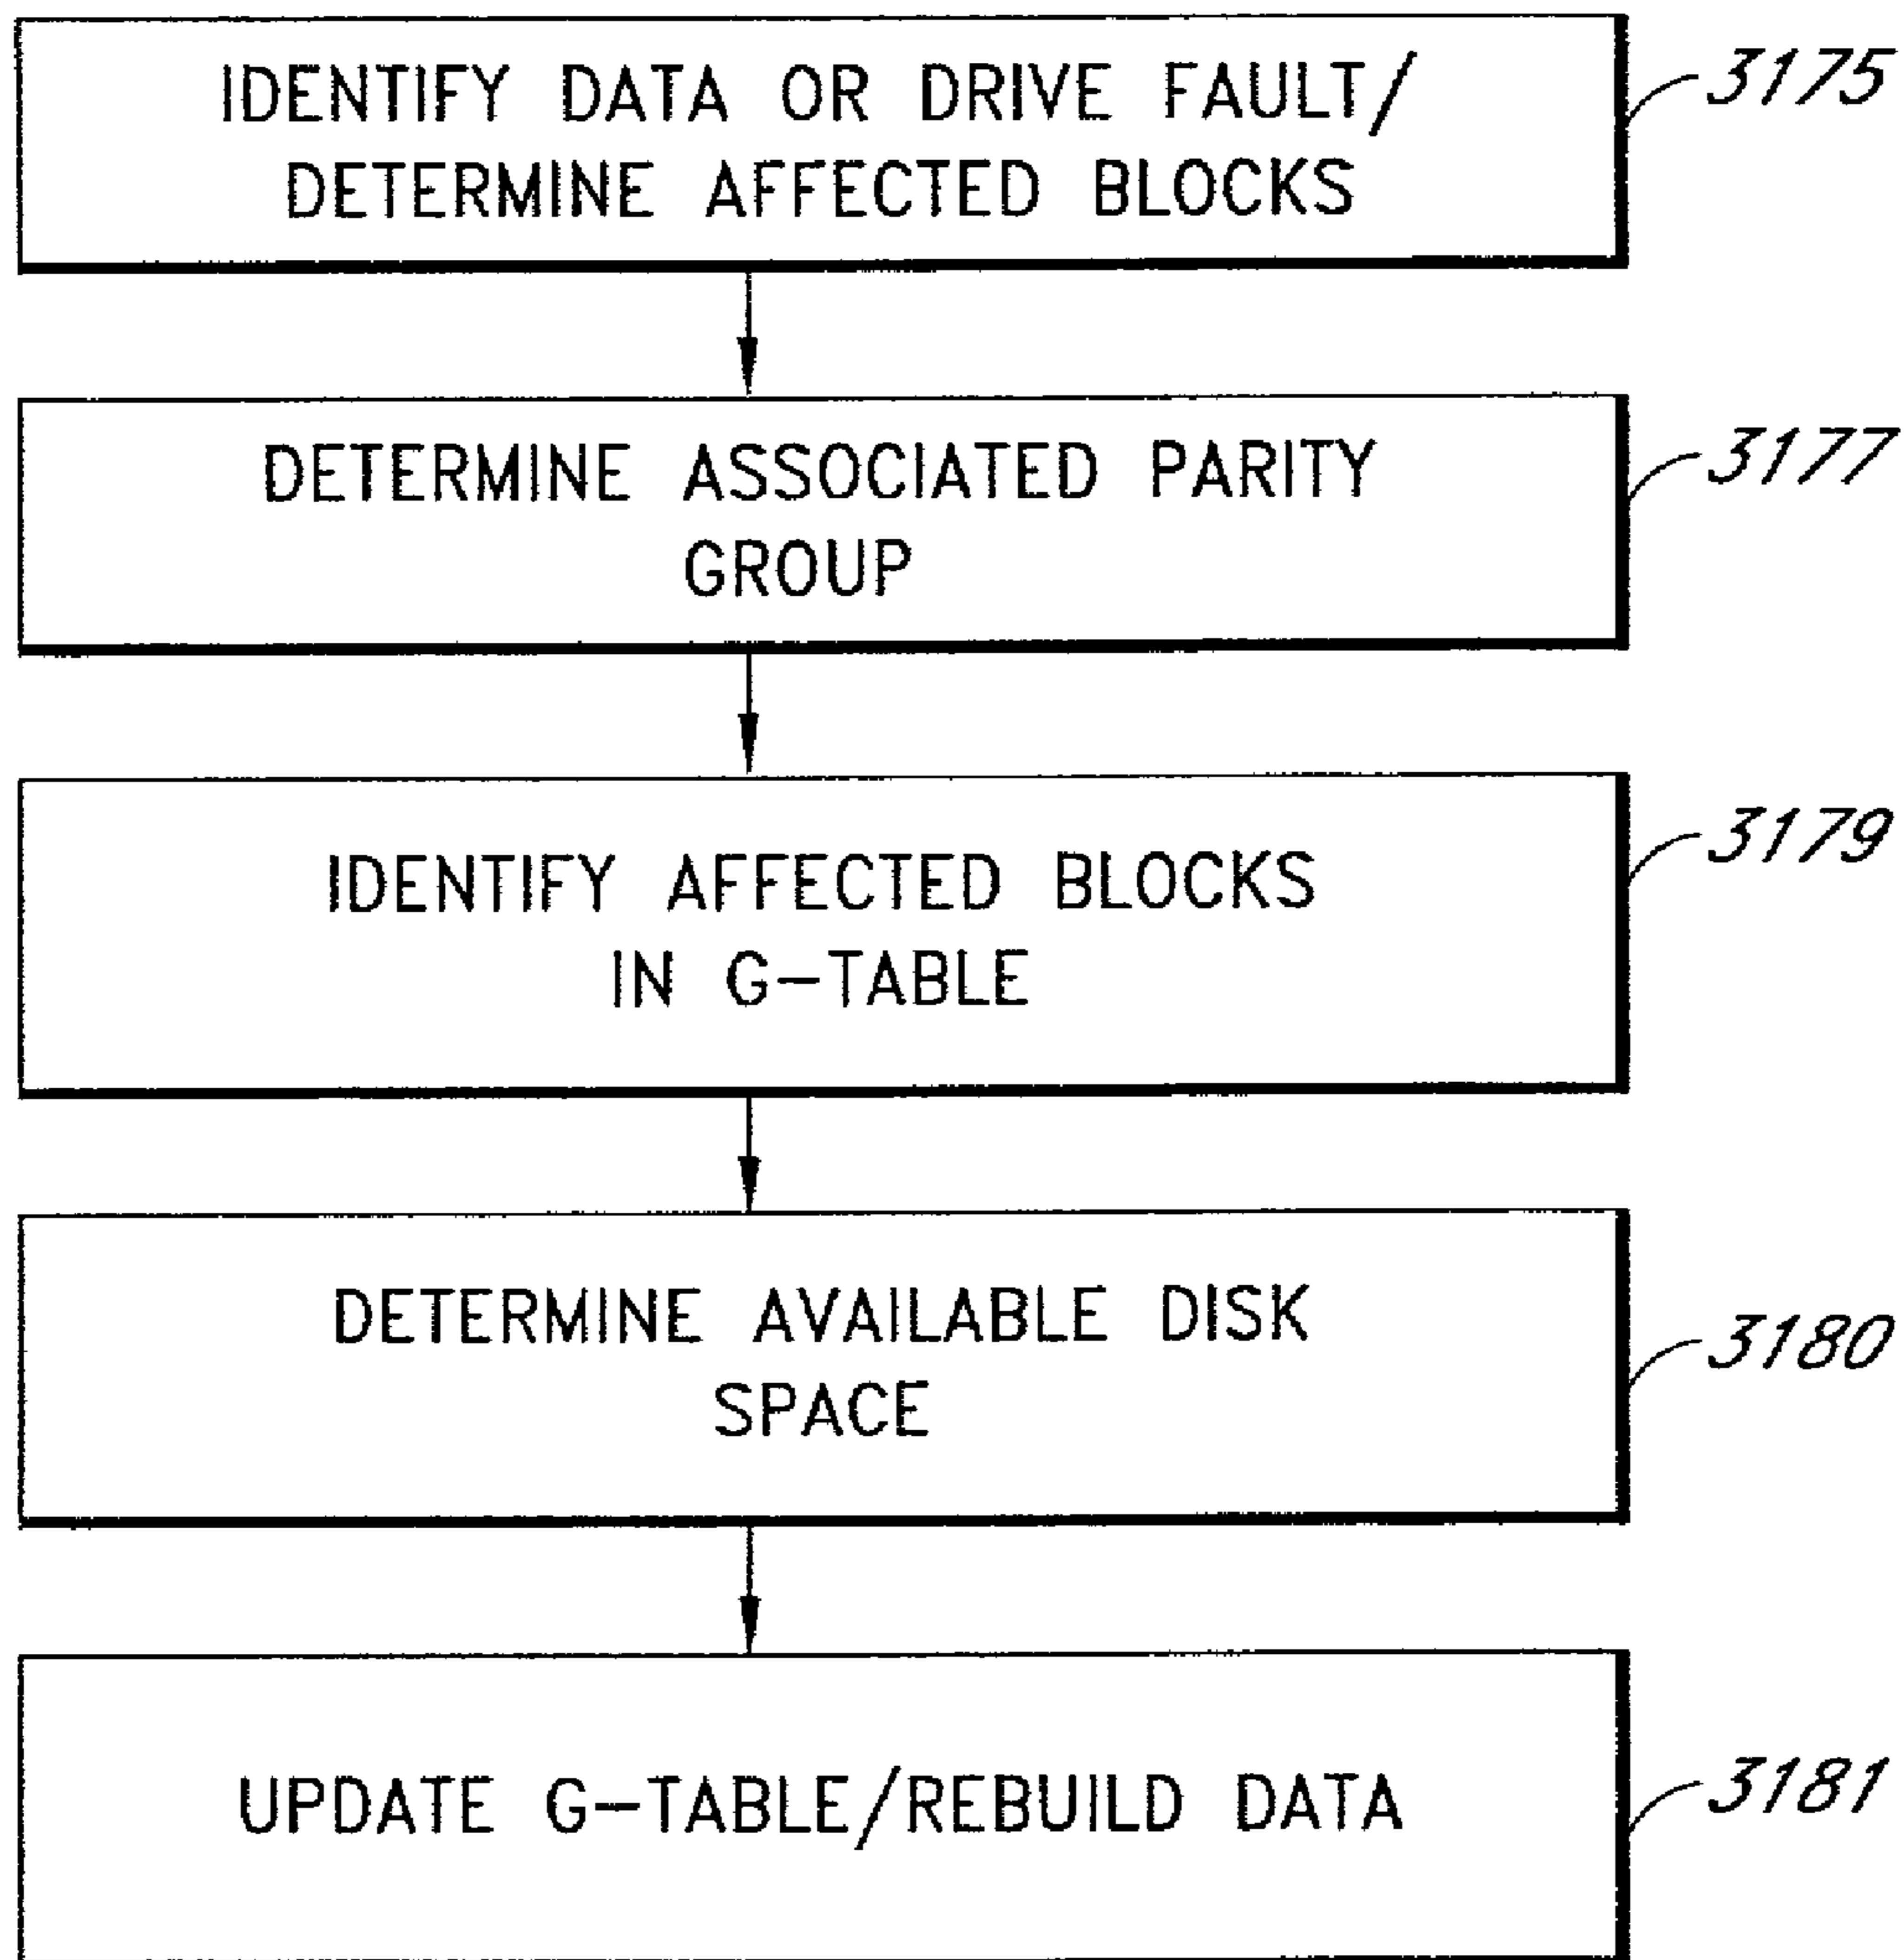 IDENTIFY DATA OR DRIVE FAULT/
DETERMINE AFFECTED BLOCKS
3175
DETERMINE ASSOCIATED PARITY
GROUP
3177
IDENTIFY AFFECTED BLOCKS
IN G-TABLE
3179
DETERMINE AVAILABLE DISK
SPACE
3180
UPDATE G-TABLE/REBUILD DATA
3181